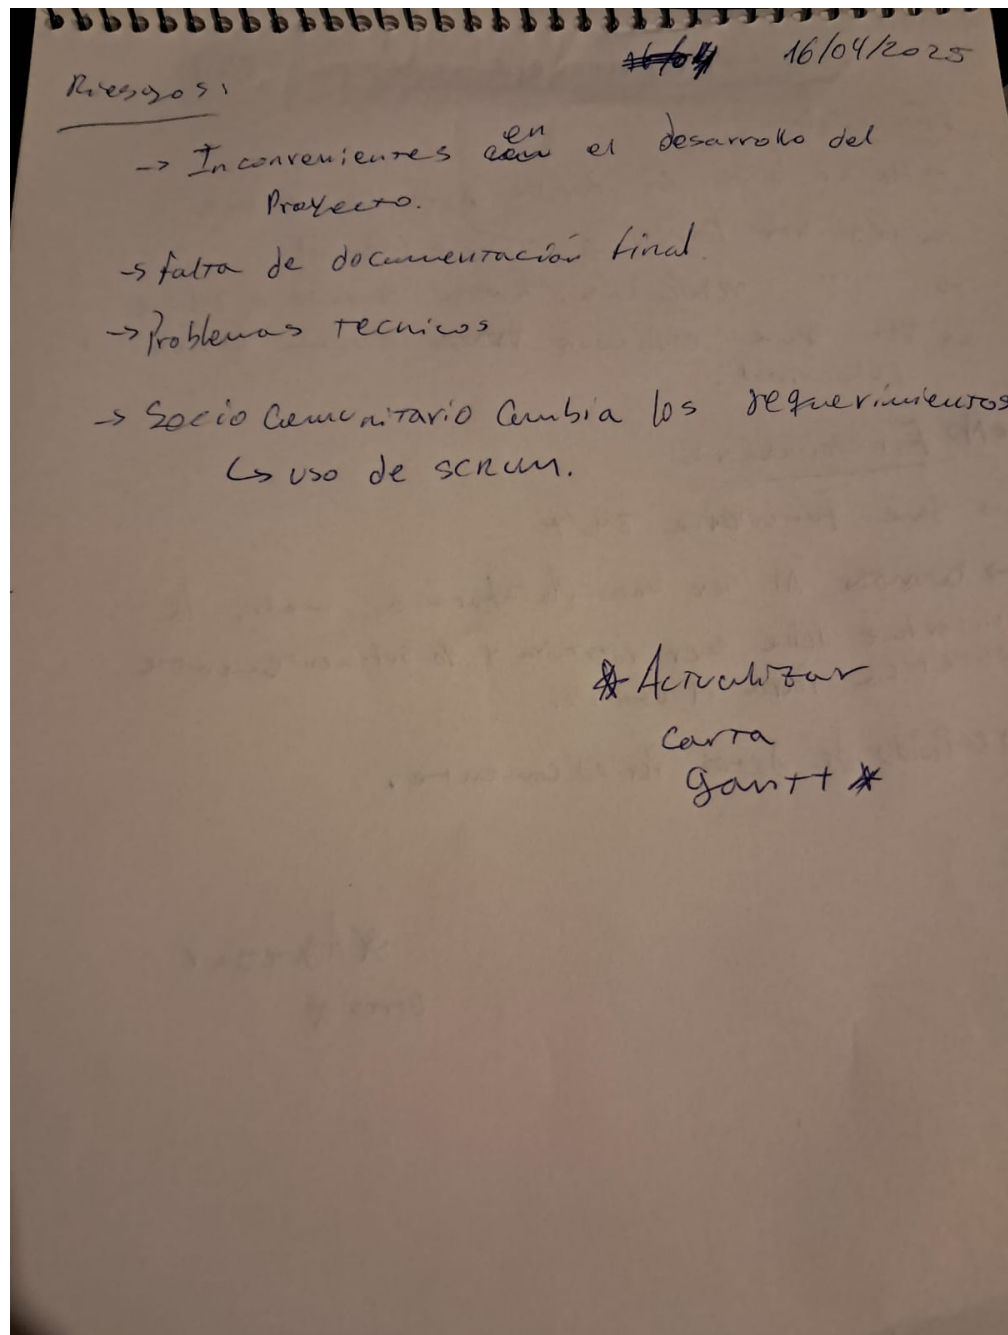 16/04/2025
Riesgos:
-> Inconvenientes en el desarrollo del
Proyecto.
-> falta de documentación final.
-> Problemas tecnicos
-> Socio Comunitario Cambia los requerimientos
↳ uso de scrum.
* Actualizar
carta
gantt *